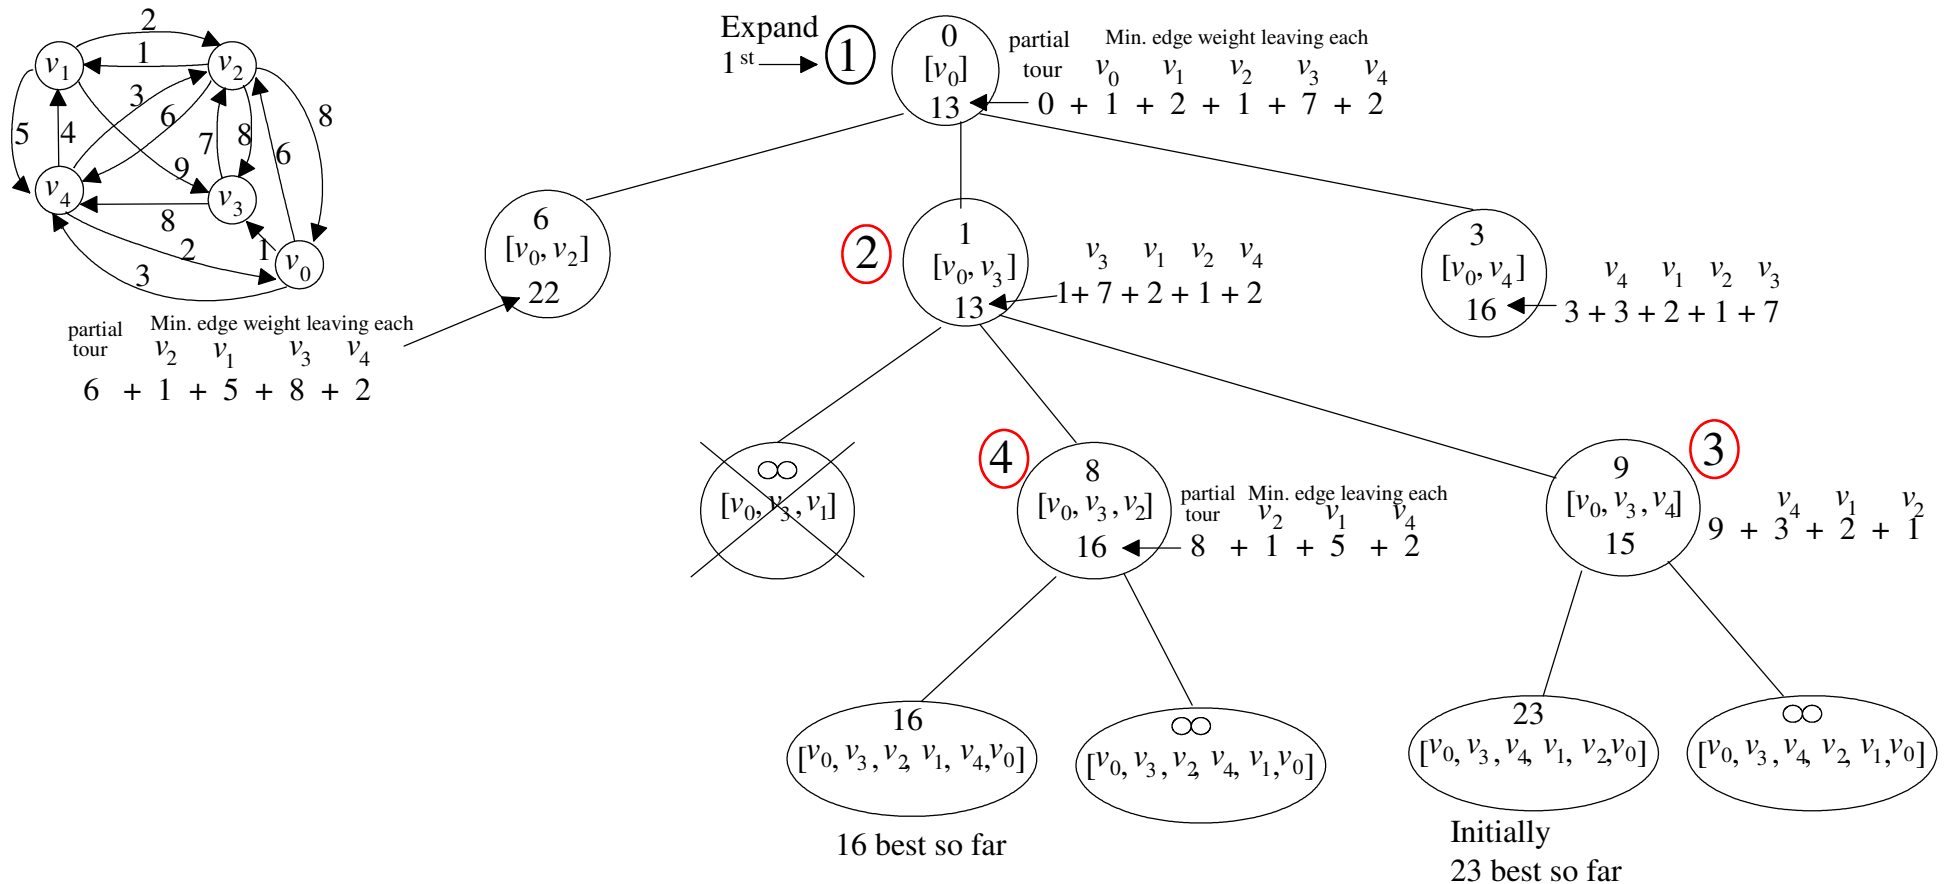 2
1
v1
v2
3
6
8
5
4
7
8
6
9
v4
v3
8
1
2
v0
3
Expand
1st
1
0
[v0]
13
partial tour
Min. edge weight leaving each
v0 v1 v2 v3 v4
0 + 1 + 2 + 1 + 7 + 2
6
[v0, v2]
22
partial tour
Min. edge weight leaving each
v2 v1 v3 v4
6 + 1 + 5 + 8 + 2
2
1
[v0, v3]
13
v3 v1 v2 v4
1+ 7 + 2 + 1 + 2
3
[v0, v4]
16
v4 v1 v2 v3
3 + 3 + 2 + 1 + 7
∞
[v0, v3, v1]
4
8
[v0, v3, v2]
16
partial tour
Min. edge leaving each
v2 v1 v4
8 + 1 + 5 + 2
3
9
[v0, v3, v4]
15
v4 v1 v2
9 + 3 + 2 + 1
16
[v0, v3, v2, v1, v4,v0]
16 best so far
∞
[v0, v3, v2, v4, v1,v0]
23
[v0, v3, v4, v1, v2,v0]
Initially
23 best so far
∞
[v0, v3, v4, v2, v1,v0]